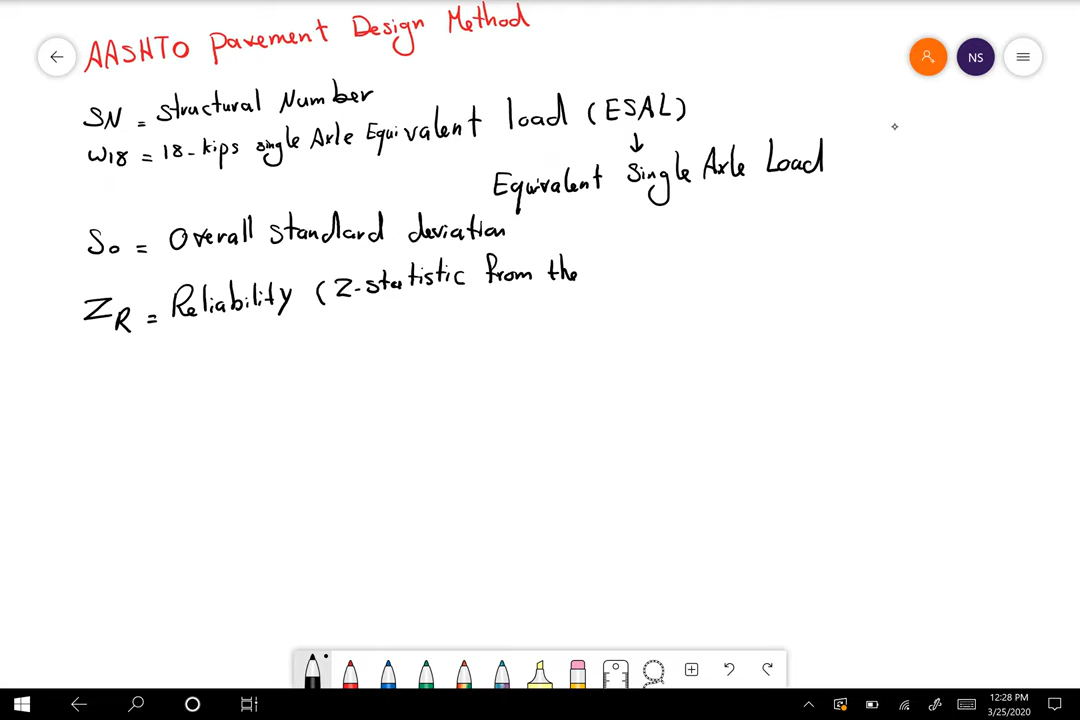 AASHTO Pavement Design Method
NS
SN = Structural Number
W18 = 18-kips single Axle Equivalent load (ESAL)
↓
Equivalent Single Axle Load
So = Overall standard deviation
ZR = Reliability (Z-statistic from the
12:28 PM
3/25/2020